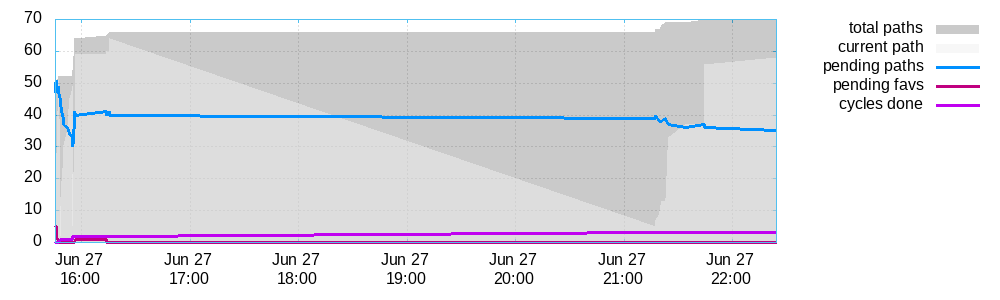 70
60
50
40
30
20
10
0
Jun 27 Jun 27 Jun 27 Jun 27 Jun 27 Jun 27 Jun 27
16:00 17:00 18:00 19:00 20:00 21:00 22:00
total paths
current path
pending paths
pending favs
cycles done